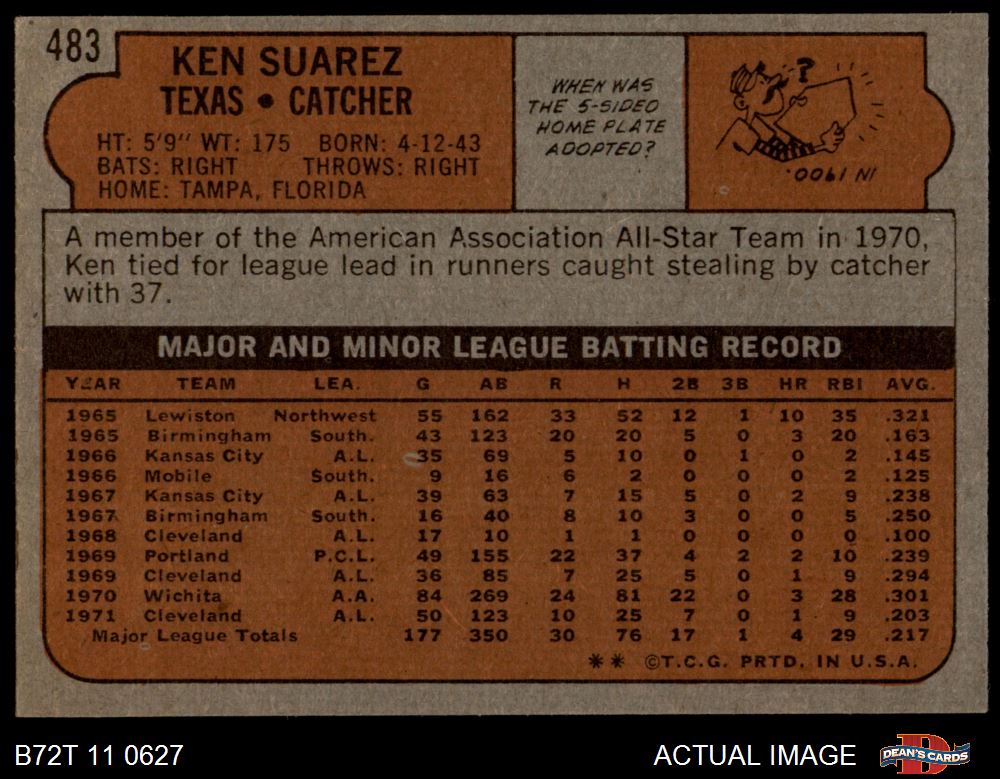 483
KEN SUAREZ
TEXAS • CATCHER
HT: 5'9" WT: 175 BORN: 4-12-43
BATS: RIGHT THROWS: RIGHT
HOME: TAMPA, FLORIDA
WHEN WAS
THE 5-SIDED
HOME PLATE
ADOPTED?
?
IN 1900.
A member of the American Association All-Star Team in 1970,
Ken tied for league lead in runners caught stealing by catcher
with 37.
MAJOR AND MINOR LEAGUE BATTING RECORD
YEAR TEAM LEA. G AB R H 2B 3B HR RBI AVG.
1965 Lewiston Northwest 55 162 33 52 12 1 10 35 .321
1965 Birmingham South. 43 123 20 20 5 0 3 20 .163
1966 Kansas City A.L. 35 69 5 10 0 1 0 2 .145
1966 Mobile South. 9 16 6 2 0 0 0 2 .125
1967 Kansas City A.L. 39 63 7 15 5 0 2 9 .238
1967 Birmingham South. 16 40 8 10 3 0 0 5 .250
1968 Cleveland A.L. 17 10 1 1 0 0 0 0 .100
1969 Portland P.C.L. 49 155 22 37 4 2 2 10 .239
1969 Cleveland A.L. 36 85 7 25 5 0 1 9 .294
1970 Wichita A.A. 84 269 24 81 22 0 3 28 .301
1971 Cleveland A.L. 50 123 10 25 7 0 1 9 .203
Major League Totals 177 350 30 76 17 1 4 29 .217
** ©T.C.G. PRTD. IN U.S.A.
B72T 11 0627
ACTUAL IMAGE
DEAN'S CARDS